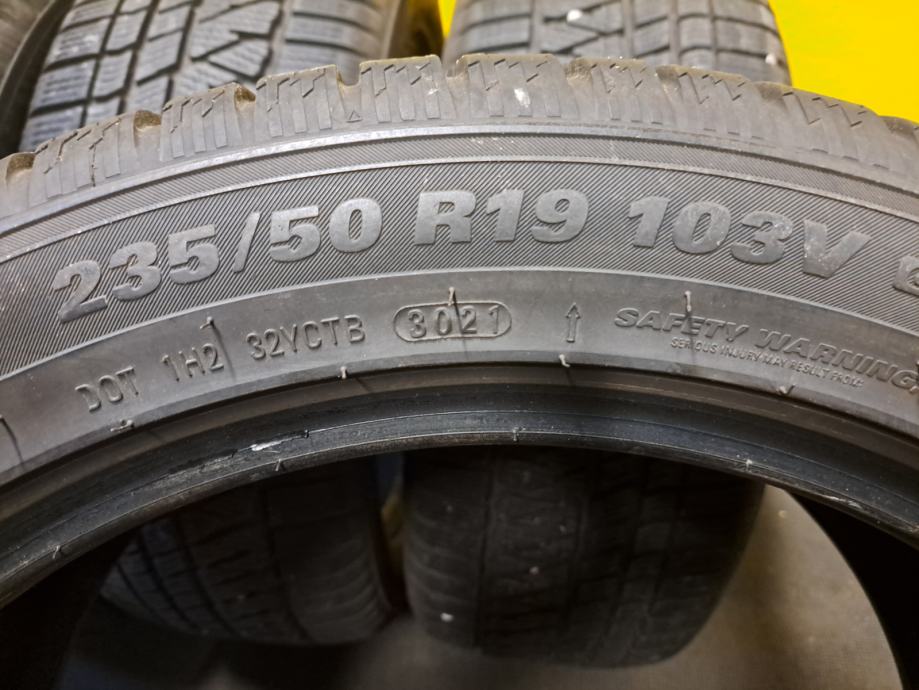 235/50 R19 103V
DOT 1H2 32YCTB 3021 ↑ SAFETY WARNING
SERIOUS INJURY MAY RESULT FROM: